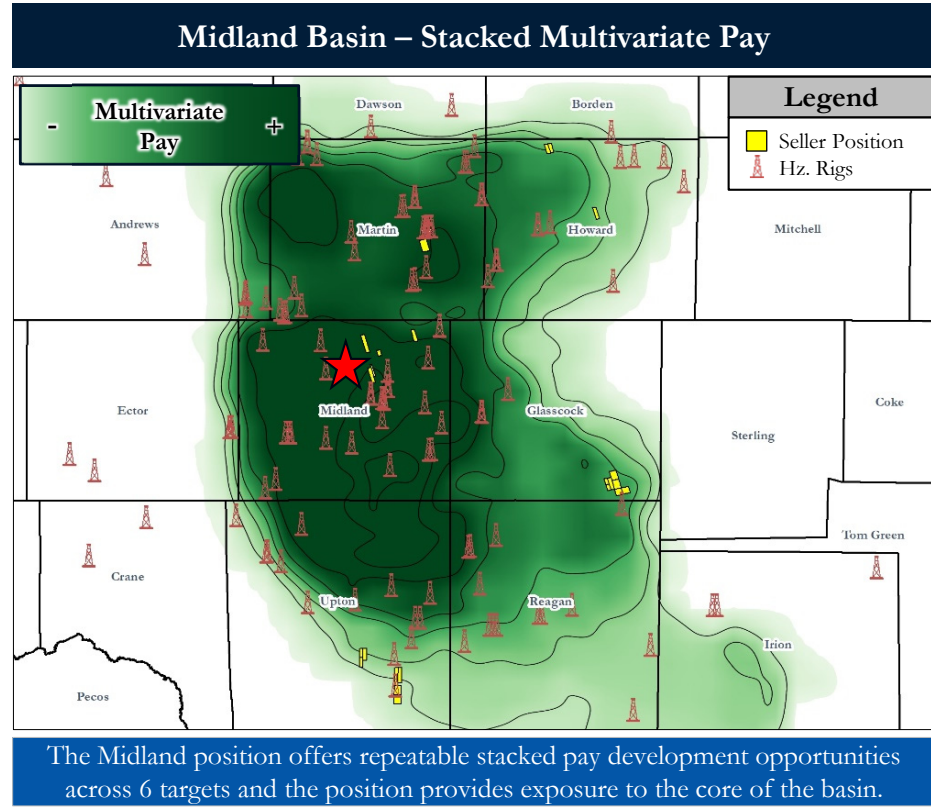 Midland Basin – Stacked Multivariate Pay
Multivariate
- Pay +
Legend
Seller Position
Hz. Rigs
Dawson
Borden
Andrews
Martin
Howard
Mitchell
Ector
Midland
Glasscock
Sterling
Coke
Tom Green
Crane
Upton
Reagan
Irion
Pecos
The Midland position offers repeatable stacked pay development opportunities
across 6 targets and the position provides exposure to the core of the basin.